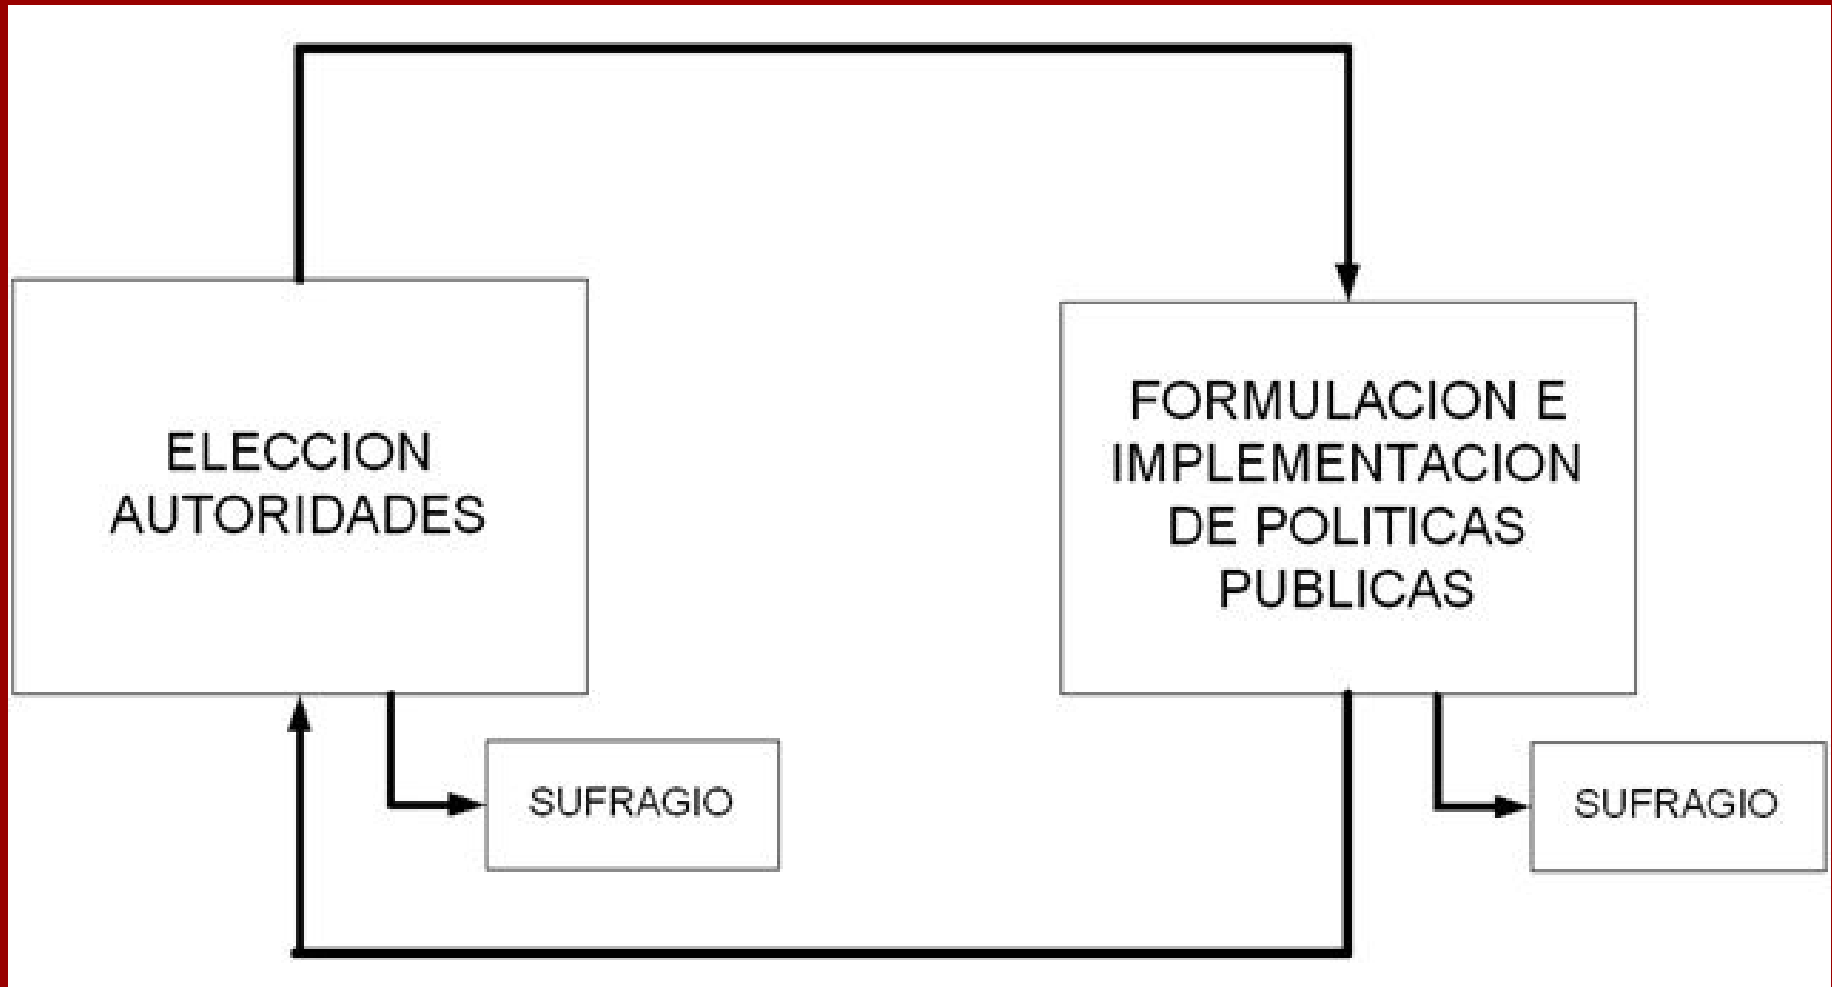 ELECCION
AUTORIDADES
FORMULACION E
IMPLEMENTACION
DE POLITICAS
PUBLICAS
SUFRAGIO
SUFRAGIO